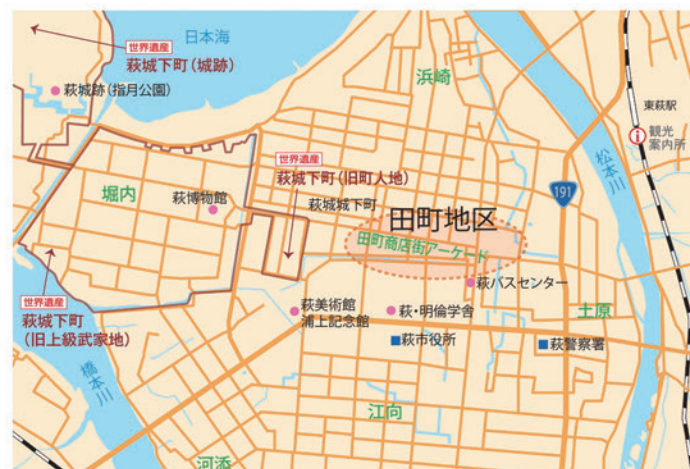 日本海
世界遺産
萩城下町(城跡)
萩城跡(指月公園)
浜崎
東萩駅
観光
案内所
松本川
191
世界遺産
萩城下町(旧町人地)
堀内
萩博物館
萩城城下町
田町地区
田町商店街アーケード
萩バスセンター
世界遺産
萩城下町
(旧上級武家地)
萩美術館
浦上記念館
萩・明倫学舎
土原
萩市役所
萩警察署
橋本川
江向
河添